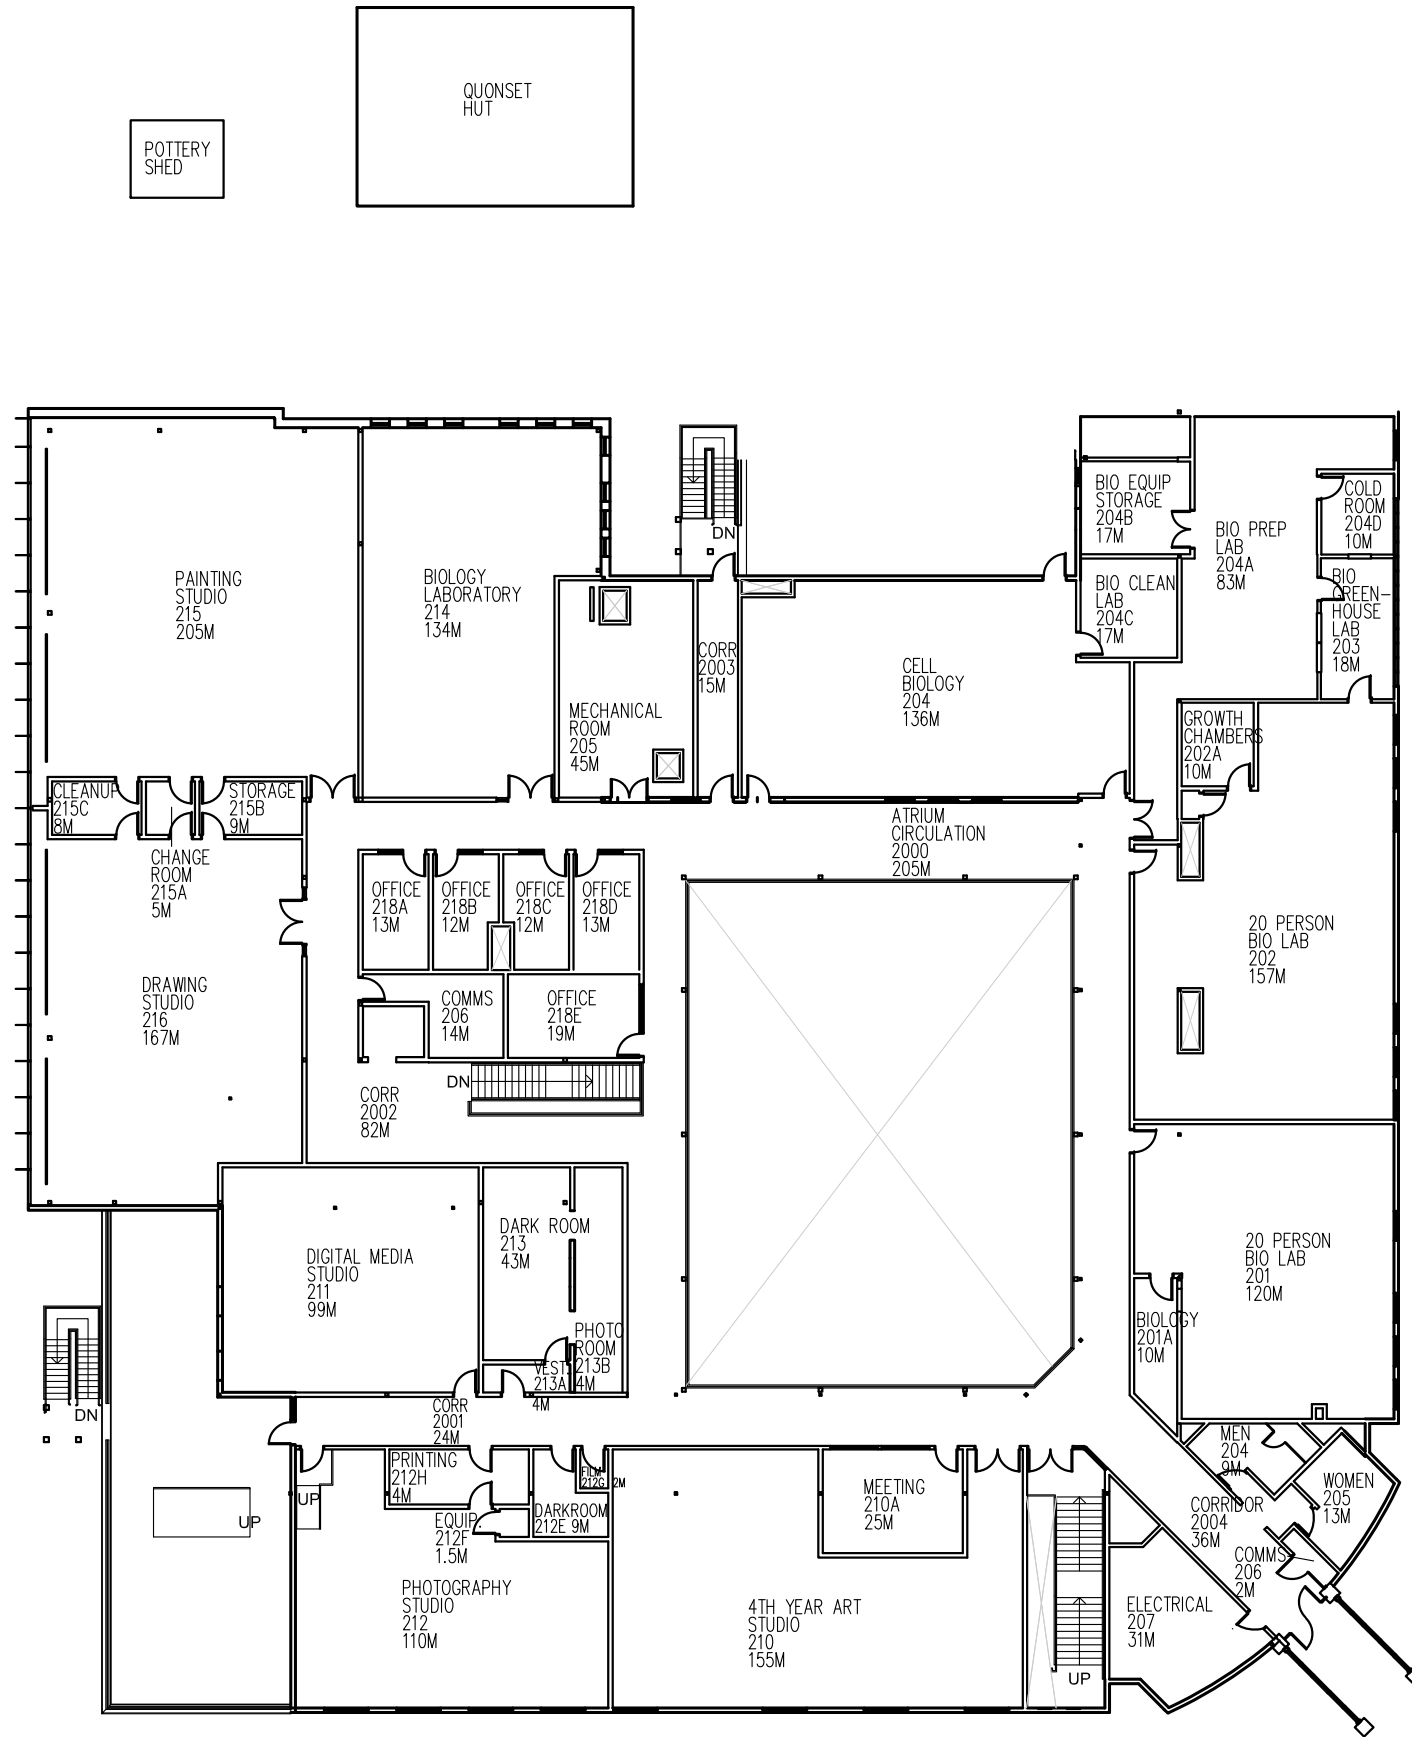 QUONSET
HUT
POTTERY
SHED
PAINTING
STUDIO
215
205M
BIOLOGY
LABORATORY
214
134M
DN
BIO EQUIP
STORAGE
204B
17M
BIO PREP
LAB
204A
83M
COLD
ROOM
204D
10M
BIO CLEAN
LAB
204C
17M
BIO
GREEN-
HOUSE
LAB
203
18M
CORR
2003
15M
CELL
BIOLOGY
204
136M
MECHANICAL
ROOM
205
45M
GROWTH
CHAMBERS
202A
10M
CLEANUP
215C
8M
STORAGE
215B
9M
CHANGE
ROOM
215A
5M
ATRIUM
CIRCULATION
2000
205M
OFFICE
218A
13M
OFFICE
218B
12M
OFFICE
218C
12M
OFFICE
218D
13M
20 PERSON
BIO LAB
202
157M
DRAWING
STUDIO
216
167M
COMMS
206
14M
OFFICE
218E
19M
DN
CORR
2002
82M
DARK ROOM
213
43M
DIGITAL MEDIA
STUDIO
211
99M
20 PERSON
BIO LAB
201
120M
PHOTO
ROOM
213B
4M
VEST.
213A
4M
BIOLOGY
201A
10M
DN
CORR
2001
24M
MEN
204
9M
PRINTING
212H
4M
FILM
212G 2M
MEETING
210A
25M
WOMEN
205
13M
UP
UP
EQUIP
212F
1.5M
DARKROOM
212E 9M
CORRIDOR
2004
36M
COMMS
206
2M
PHOTOGRAPHY
STUDIO
212
110M
4TH YEAR ART
STUDIO
210
155M
ELECTRICAL
207
31M
UP